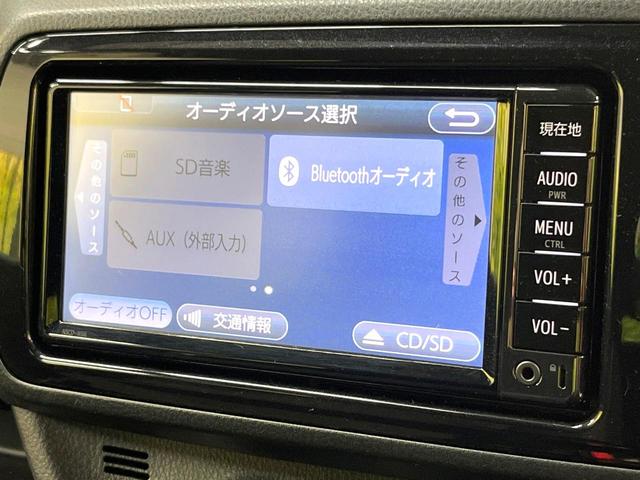 オーディオソース選択
その他のソース
SD音楽
Bluetoothオーディオ
その他のソース
AUX（外部入力）
オーディオOFF
交通情報
CD/SD
現在地
AUDIO
PWR
MENU
CTRL
VOL+
VOL-